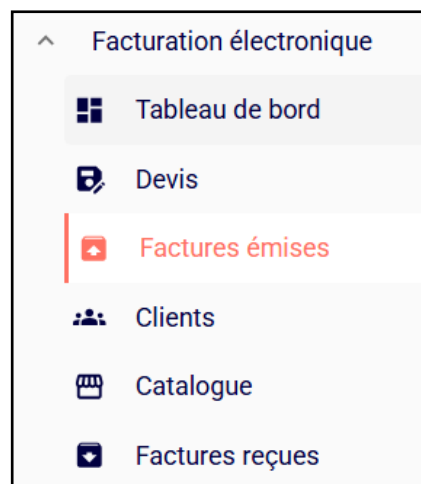 Facturation électronique
Tableau de bord
Devis
Factures émises
Clients
Catalogue
Factures reçues